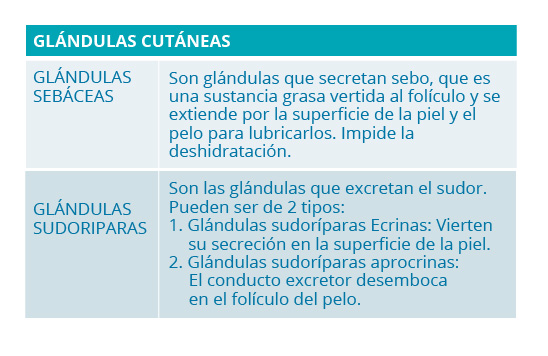 GLÁNDULAS CUTÁNEAS
GLÁNDULAS
SEBÁCEAS
Son glándulas que secretan sebo, que es
una sustancia grasa vertida al folículo y se
extiende por la superficie de la piel y el
pelo para lubricarlos. Impide la
deshidratación.
GLÁNDULAS
SUDORIPARAS
Son las glándulas que excretan el sudor.
Pueden ser de 2 tipos:
1. Glándulas sudoríparas Ecrinas: Vierten
su secreción en la superficie de la piel.
2. Glándulas sudoríparas aprocrinas:
El conducto excretor desemboca
en el folículo del pelo.